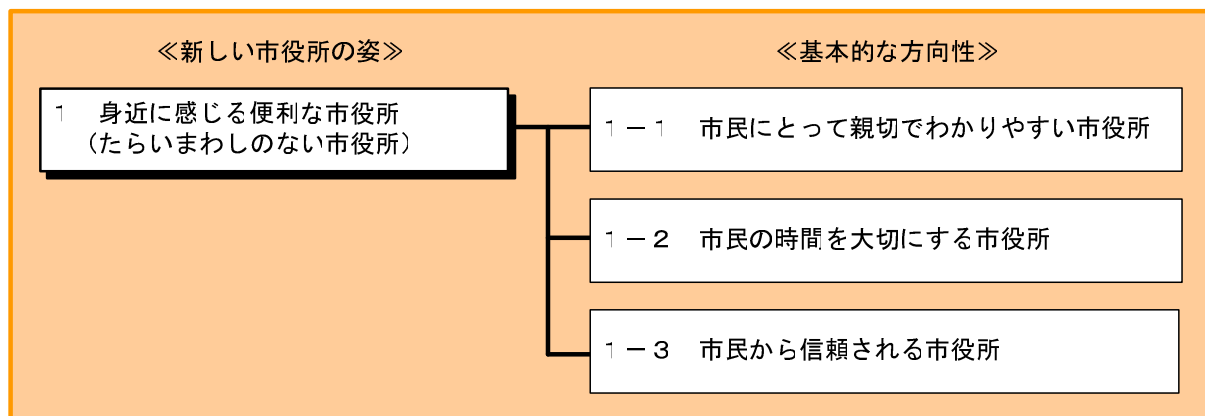 ≪新しい市役所の姿≫
≪基本的な方向性≫
1　身近に感じる便利な市役所
（たらいまわしのない市役所）
1－1　市民にとって親切でわかりやすい市役所
1－2　市民の時間を大切にする市役所
1－3　市民から信頼される市役所